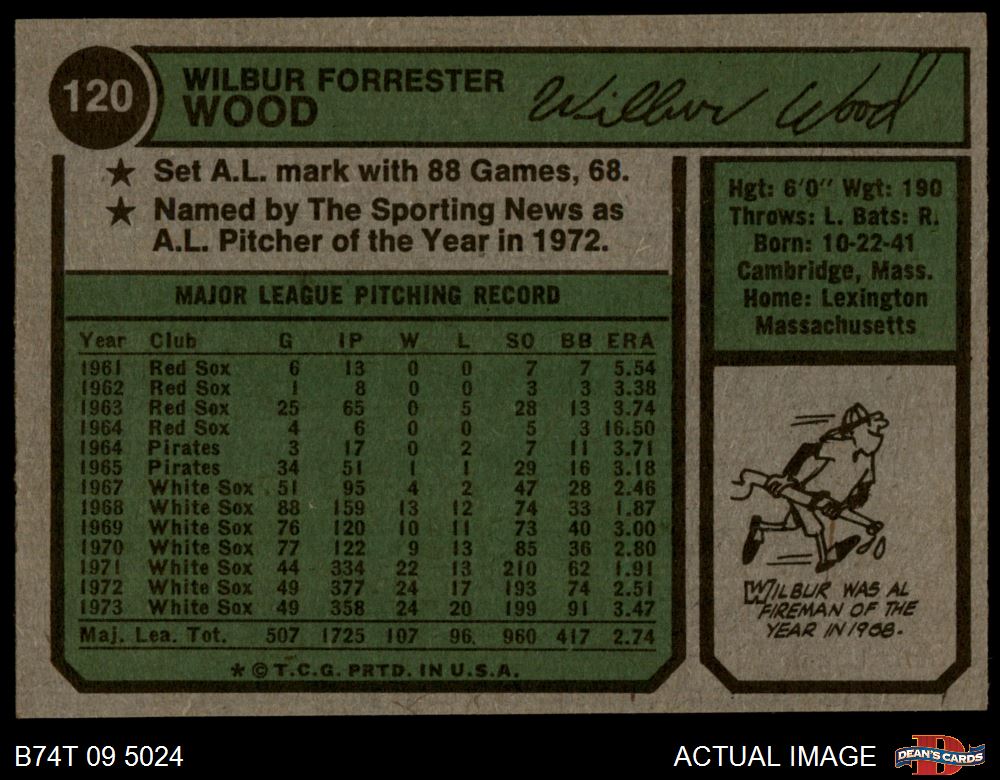 120
WILBUR FORRESTER
WOOD
Wilbur Wood
★ Set A.L. mark with 88 Games, 68.
★ Named by The Sporting News as
A.L. Pitcher of the Year in 1972.
MAJOR LEAGUE PITCHING RECORD
Year Club G IP W L SO BB ERA
1961 Red Sox 6 13 0 0 7 7 5.54
1962 Red Sox 1 8 0 0 3 3 3.38
1963 Red Sox 25 65 0 5 28 13 3.74
1964 Red Sox 4 6 0 0 5 3 16.50
1964 Pirates 3 17 0 2 7 11 3.71
1965 Pirates 34 51 1 1 29 16 3.18
1967 White Sox 51 95 4 2 47 28 2.46
1968 White Sox 88 159 13 12 74 33 1.87
1969 White Sox 76 120 10 11 73 40 3.00
1970 White Sox 77 122 9 13 85 36 2.80
1971 White Sox 44 334 22 13 210 62 1.91
1972 White Sox 49 377 24 17 193 74 2.51
1973 White Sox 49 358 24 20 199 91 3.47
Maj. Lea. Tot. 507 1725 107 96 960 417 2.74
* © T.C.G. PRTD. IN U.S.A.
Hgt: 6'0" Wgt: 190
Throws: L. Bats: R.
Born: 10-22-41
Cambridge, Mass.
Home: Lexington
Massachusetts
WILBUR WAS AL
FIREMAN OF THE
YEAR IN 1968.
B74T 09 5024
ACTUAL IMAGE
D
DEAN'S CARDS